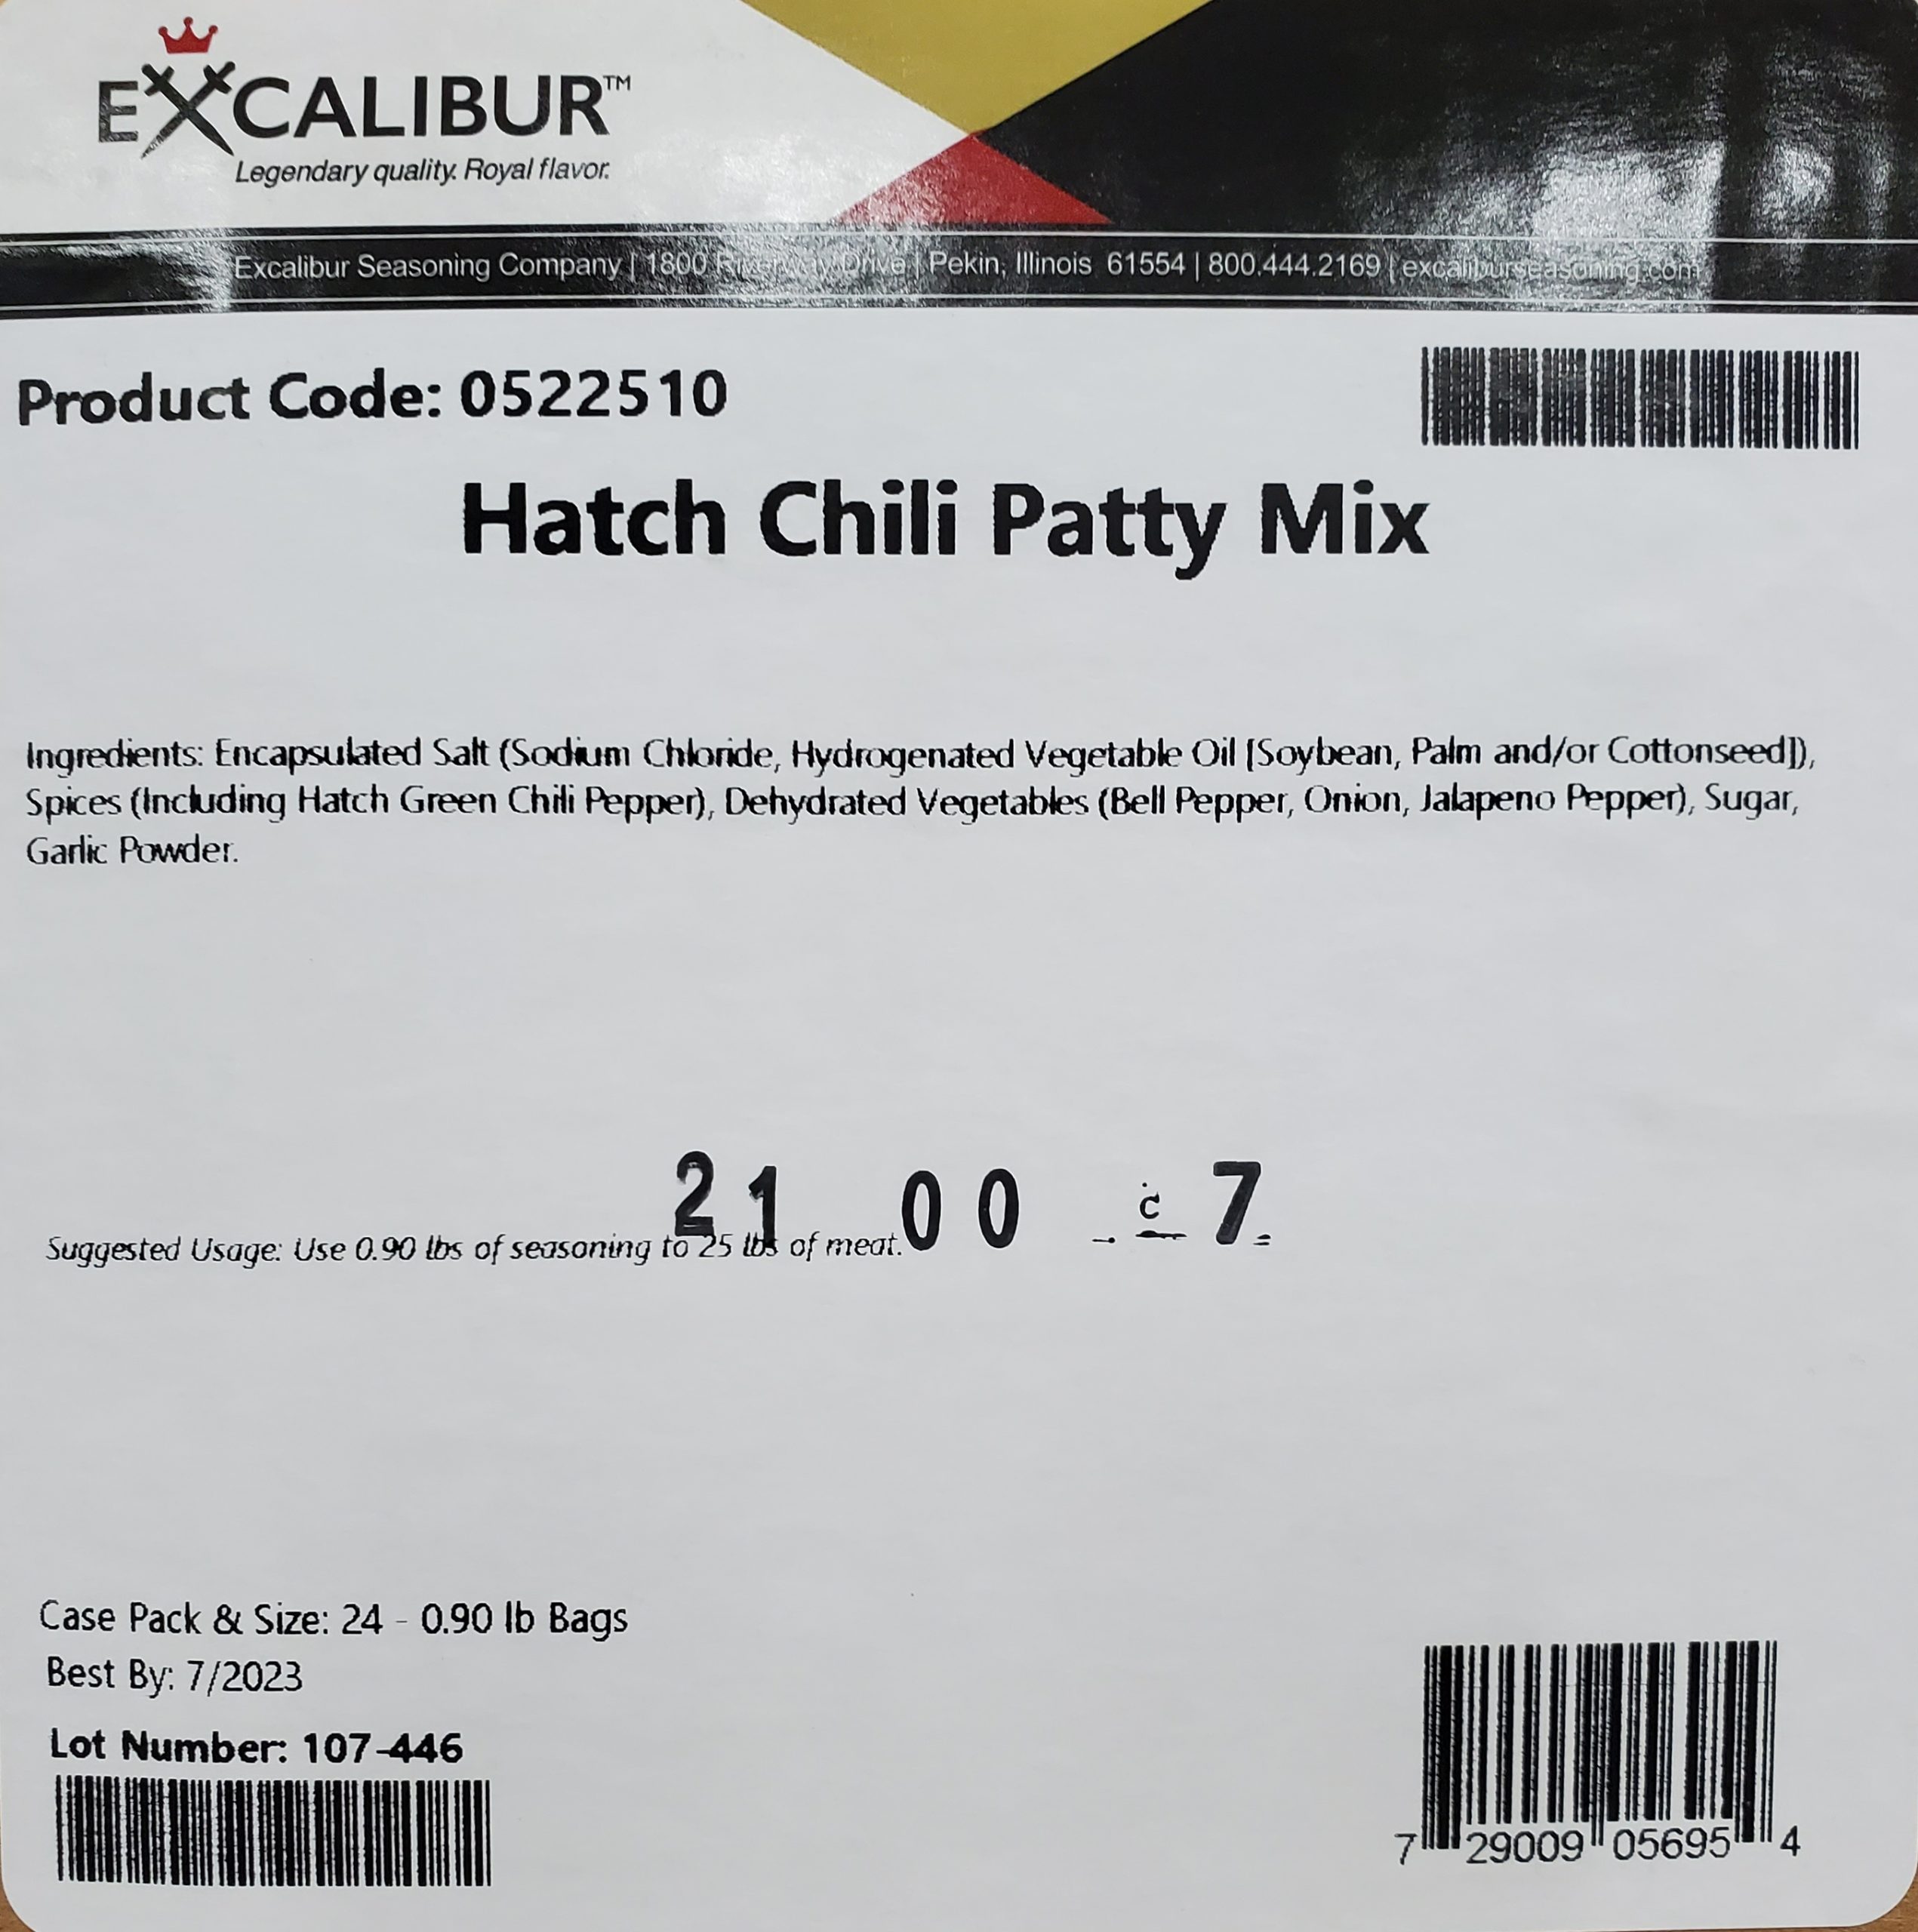 EXCALIBUR™
Legendary quality. Royal flavor.
Excalibur Seasoning Company | 1800 Drive | Pekin, Illinois 61554 | 800.444.2169 | excaliburseasoning.com
Product Code: 0522510
Hatch Chili Patty Mix
Ingredients: Encapsulated Salt (Sodium Chloride, Hydrogenated Vegetable Oil [Soybean, Palm and/or Cottonseed]),
Spices (Including Hatch Green Chili Pepper), Dehydrated Vegetables (Bell Pepper, Onion, Jalapeno Pepper), Sugar,
Garlic Powder.
21 00 7
Suggested Usage: Use 0.90 lbs of seasoning to 25 lbs of meat.
Case Pack & Size: 24 - 0.90 lb Bags
Best By: 7/2023
Lot Number: 107-446
7 29009 05695 4